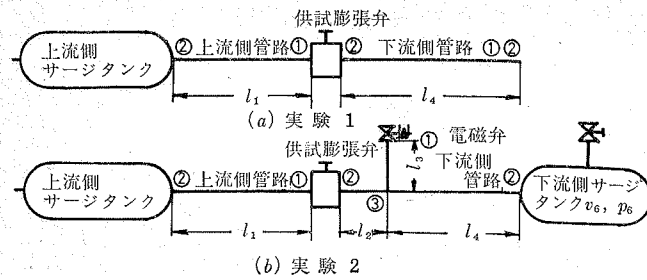 供試膨張弁
上流側
サージタンク
② 上流側管路 ①
② 下流側管路 ① ②
l₁
l₄
(a) 実験 1
供試膨張弁
① 電磁弁
上流側
サージタンク
② 上流側管路 ①
②
l₃
下流側
管路
②
下流側サージ
タンクv₆, p₆
③
l₁
l₂
l₄
(b) 実験 2